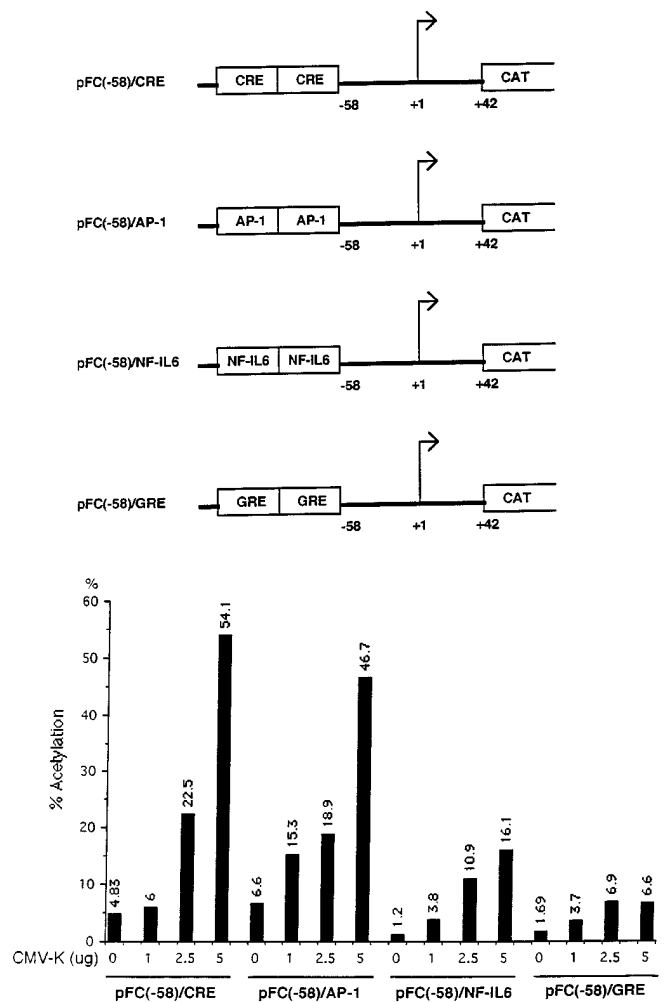 pFC(-58)/CRE CRE CRE CAT
-58 +1 +42
pFC(-58)/AP-1 AP-1 AP-1 CAT
-58 +1 +42
pFC(-58)/NF-IL6 NF-IL6 NF-IL6 CAT
-58 +1 +42
pFC(-58)/GRE GRE GRE CAT
-58 +1 +42
%
60
50
40
30
20
10
0
% Acetylation
4.83 6 22.5 54.1 6.6 15.3 18.9 46.7 1.2 3.8 10.9 16.1 1.69 3.7 6.9 6.6
CMV-K (ug) 0 1 2.5 5 0 1 2.5 5 0 1 2.5 5 0 1 2.5 5
pFC(-58)/CRE pFC(-58)/AP-1 pFC(-58)/NF-IL6 pFC(-58)/GRE